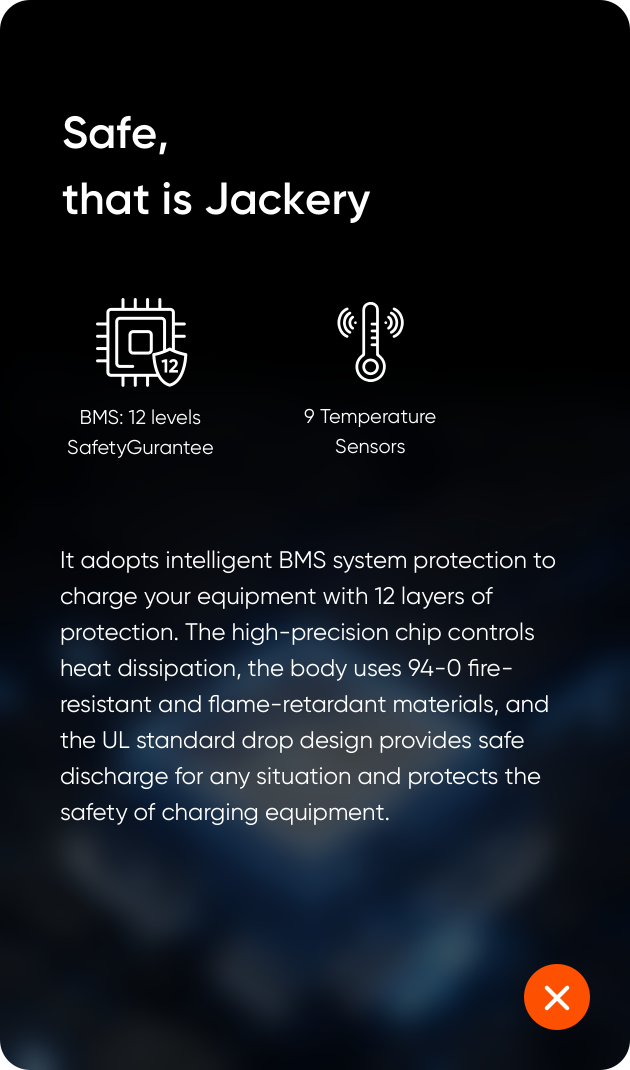 Safe,
that is Jackery
12
BMS: 12 levels
SafetyGurantee
9 Temperature
Sensors
It adopts intelligent BMS system protection to
charge your equipment with 12 layers of
protection. The high-precision chip controls
heat dissipation, the body uses 94-0 fire-
resistant and flame-retardant materials, and
the UL standard drop design provides safe
discharge for any situation and protects the
safety of charging equipment.